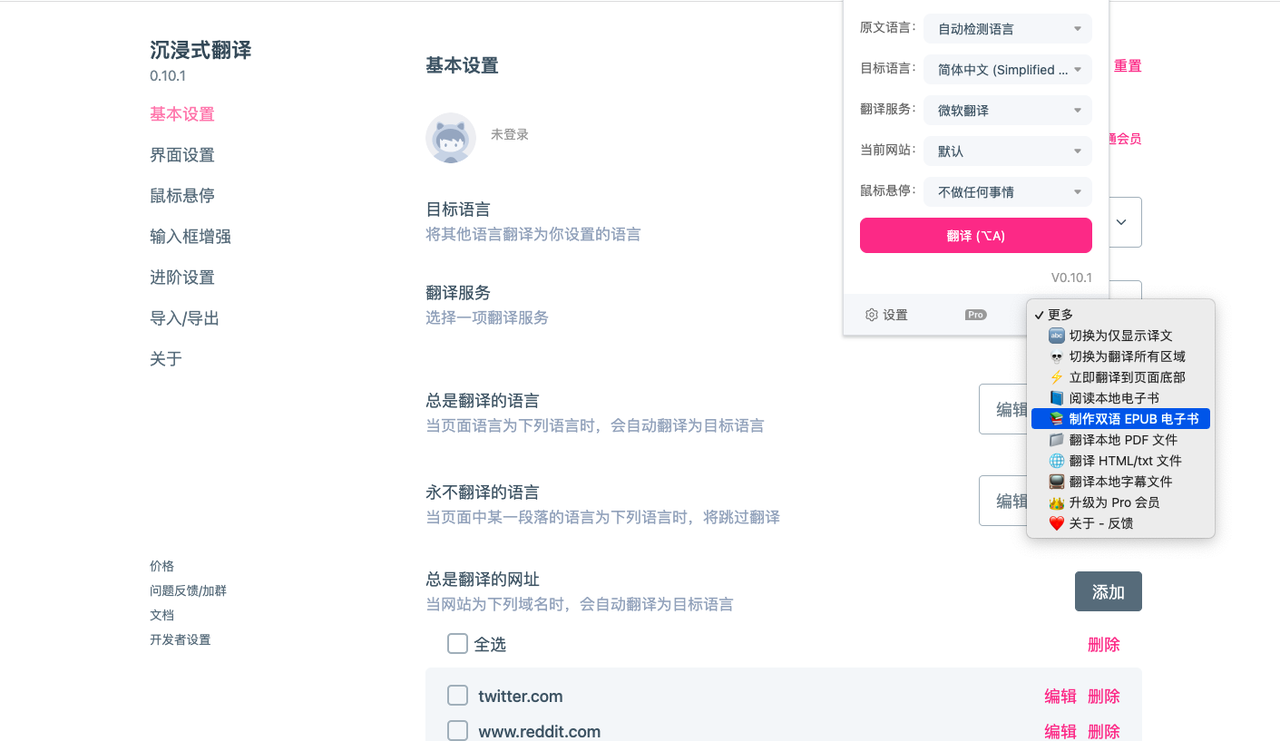 沉浸式翻译
0.10.1
基本设置
界面设置
鼠标悬停
输入框增强
进阶设置
导入/导出
关于
价格
问题反馈/加群
文档
开发者设置
基本设置
重置
未登录
通会员
目标语言
将其他语言翻译为你设置的语言
翻译服务
选择一项翻译服务
总是翻译的语言
当页面语言为下列语言时，会自动翻译为目标语言
编辑
永不翻译的语言
当页面中某一段落的语言为下列语言时，将跳过翻译
编辑
总是翻译的网址
当网站为下列域名时，会自动翻译为目标语言
添加
全选
删除
twitter.com
编辑 删除
www.reddit.com
编辑 删除
原文语言： 自动检测语言
目标语言： 简体中文 (Simplified ...
翻译服务： 微软翻译
当前网站： 默认
鼠标悬停： 不做任何事情
翻译 (⌥A)
V0.10.1
设置
Pro
✓ 更多
abc 切换为仅显示译文
切换为翻译所有区域
立即翻译到页面底部
阅读本地电子书
制作双语 EPUB 电子书
翻译本地 PDF 文件
翻译 HTML/txt 文件
翻译本地字幕文件
升级为 Pro 会员
关于 - 反馈